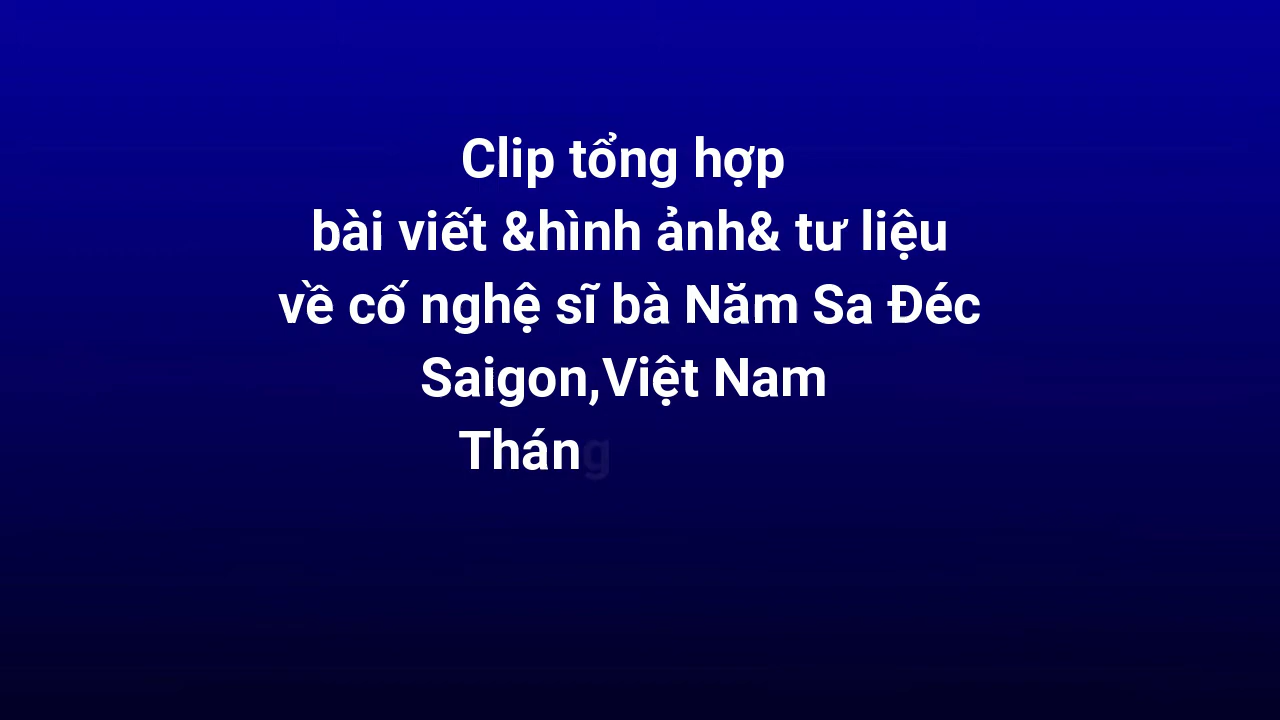 Clip tổng hợp
bài viết &hình ảnh& tư liệu
về cố nghệ sĩ bà Năm Sa Đéc
Saigon,Việt Nam
Tháng